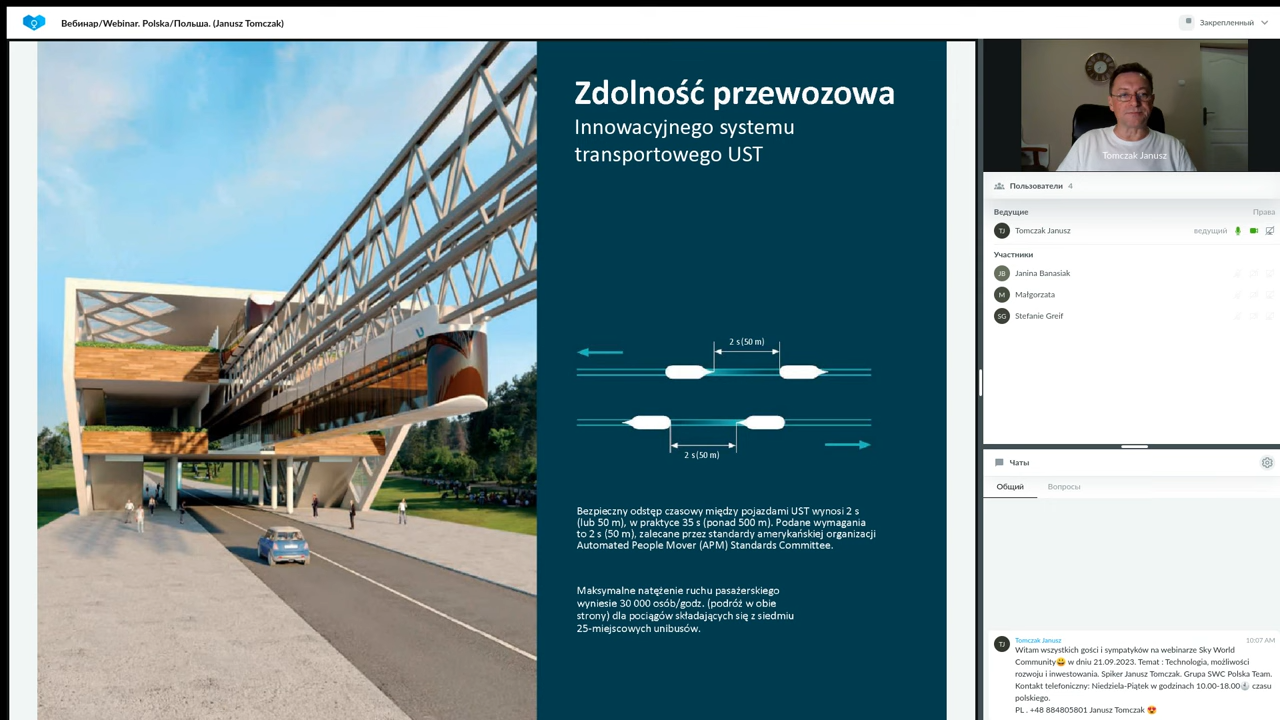 Вебинар/Webinar. Polska/Польша. (Janusz Tomczak)
Закрепленный
Zdolność przewozowa
Innowacyjnego systemu
transportowego UST
2 s (50 m)
2 s (50 m)
Bezpieczny odstęp czasowy między pojazdami UST wynosi 2 s
(lub 50 m), w praktyce 35 s (ponad 500 m). Podane wymagania
to 2 s (50 m), zalecane przez standardy amerykańskiej organizacji
Automated People Mover (APM) Standards Committee.
Maksymalne natężenie ruchu pasażerskiego
wyniesie 30 000 osób/godz. (podróż w obie
strony) dla pociągów składających się z siedmiu
25-miejscowych unibusów.
Tomczak Janusz
Пользователи 4
Ведущие Права
TJ Tomczak Janusz ведущий
Участники
JB Janina Banasiak
M Małgorzata
SG Stefanie Greif
Чаты
Общий Вопросы
TJ Tomczak Janusz 10:07 AM
Witam wszystkich gości i sympatyków na webinarze Sky World
Community😀 w dniu 21.09.2023. Temat : Technologia, możliwości
rozwoju i inwestowania. Spiker Janusz Tomczak. Grupa SWC Polska Team.
Kontakt telefoniczny: Niedziela-Piątek w godzinach 10.00-18.00 czasu
polskiego.
PL . +48 884805801 Janusz Tomczak 😍